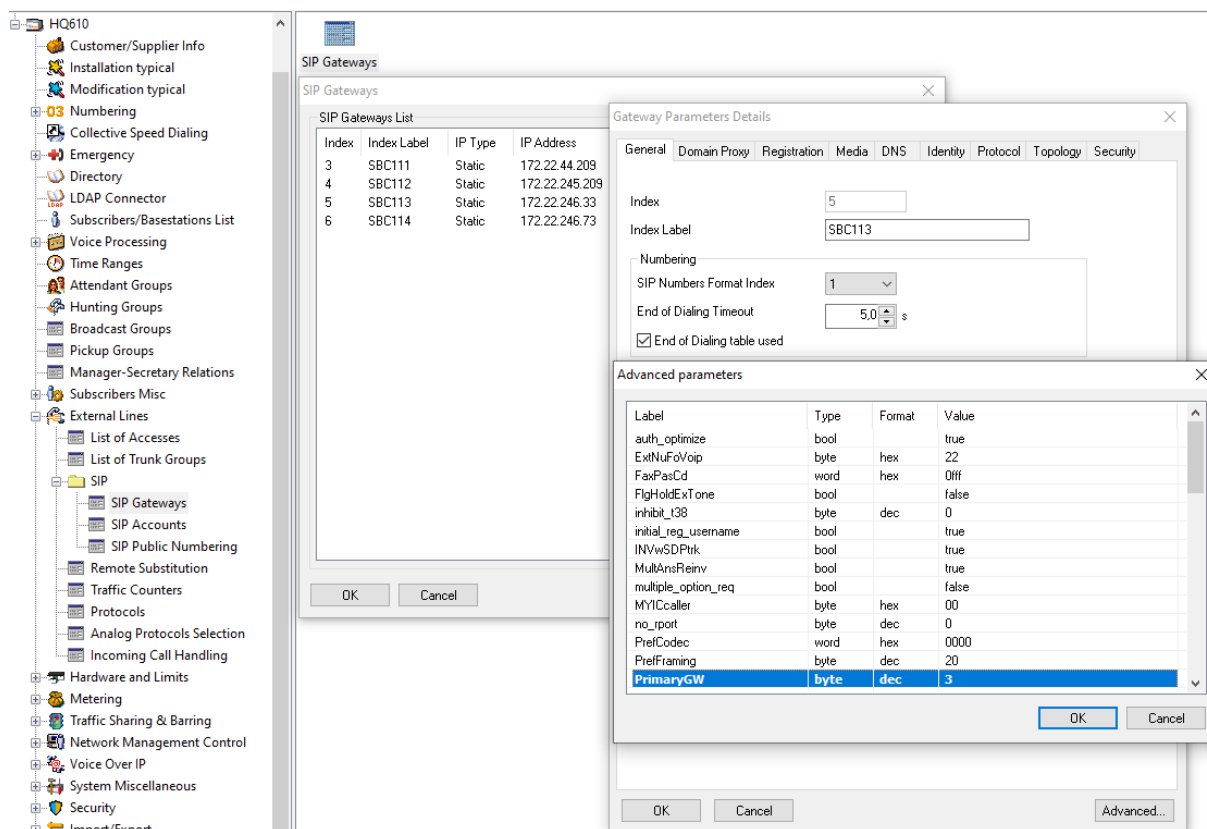 HQ610
Customer/Supplier Info
Installation typical
Modification typical
03 Numbering
Collective Speed Dialing
Emergency
Directory
LDAP Connector
Subscribers/Basestations List
Voice Processing
Time Ranges
Attendant Groups
Hunting Groups
Broadcast Groups
Pickup Groups
Manager-Secretary Relations
Subscribers Misc
External Lines
List of Accesses
List of Trunk Groups
SIP
SIP Gateways
SIP Accounts
SIP Public Numbering
Remote Substitution
Traffic Counters
Protocols
Analog Protocols Selection
Incoming Call Handling
Hardware and Limits
Metering
Traffic Sharing & Barring
Network Management Control
Voice Over IP
System Miscellaneous
Security
Import/Export
SIP Gateways
SIP Gateways
SIP Gateways List
Index Index Label IP Type IP Address
3 SBC111 Static 172.22.44.209
4 SBC112 Static 172.22.245.209
5 SBC113 Static 172.22.246.33
6 SBC114 Static 172.22.246.73
OK Cancel
Gateway Parameters Details
General Domain Proxy Registration Media DNS Identity Protocol Topology Security
Index 5
Index Label SBC113
Numbering
SIP Numbers Format Index 1
End of Dialing Timeout 5,0 s
End of Dialing table used
Advanced parameters
Label Type Format Value
auth_optimize bool true
ExtNuFoVoip byte hex 22
FaxPasCd word hex 0fff
FlgHoldExTone bool false
inhibit_t38 byte dec 0
initial_reg_username bool true
INVwSDPtrk bool true
MultAnsReinv bool true
multiple_option_req bool false
MYICcaller byte hex 00
no_rport byte dec 0
PrefCodec word hex 0000
PrefFraming byte dec 20
PrimaryGW byte dec 3
OK Cancel
OK Cancel Advanced...